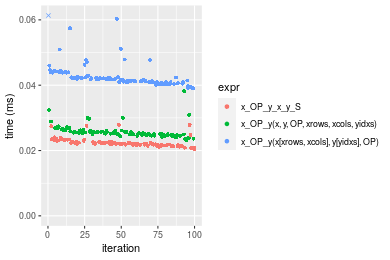 0.06
0.04
0.02
0.00
time (ms)
0
25
50
75
100
iteration
expr
x_OP_y_x_y_S
x_OP_y(x, y, OP, xrows, xcols, yidxs)
x_OP_y(x[xrows, xcols], y[yidxs], OP)